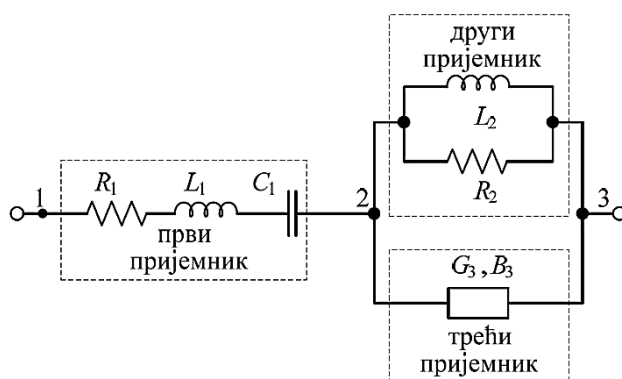 други
пријемник
L₂
R₂
1
R₁
L₁
C₁
2
3
први
пријемник
G₃, B₃
трећи
пријемник